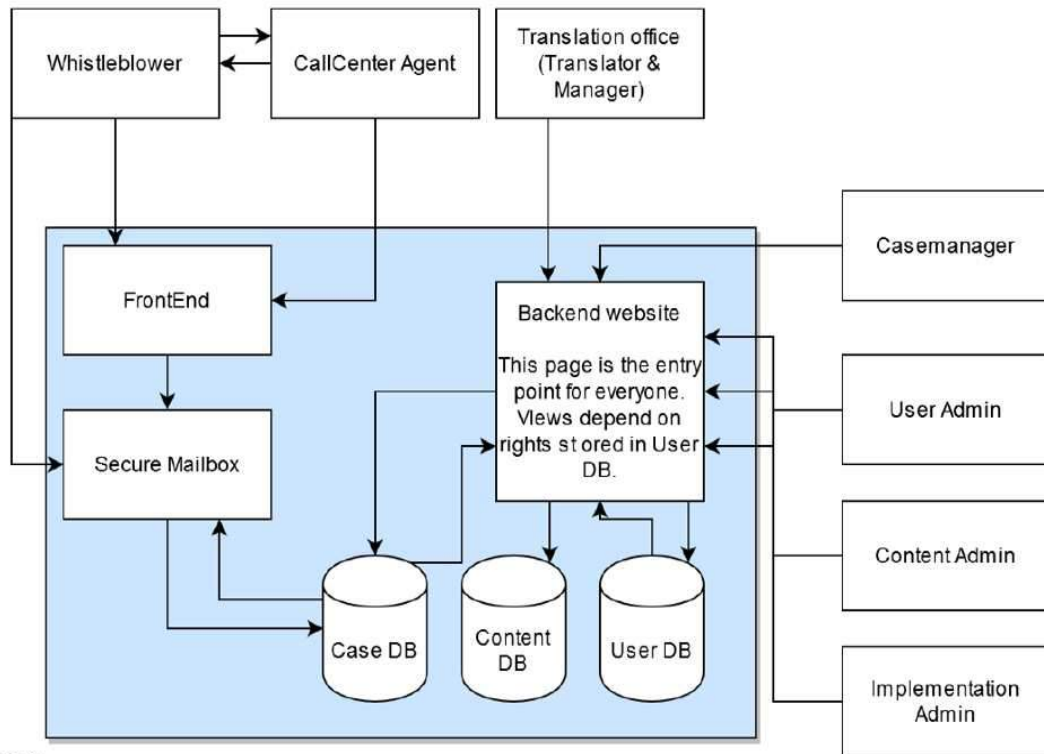 Whistleblower
CallCenter Agent
Translation office
(Translator &
Manager)
Casemanager
FrontEnd
Backend website
This page is the entry
point for everyone.
Views depend on
rights st ored in User
DB.
User Admin
Secure Mailbox
Content Admin
Case DB
Content
DB
User DB
Implementation
Admin